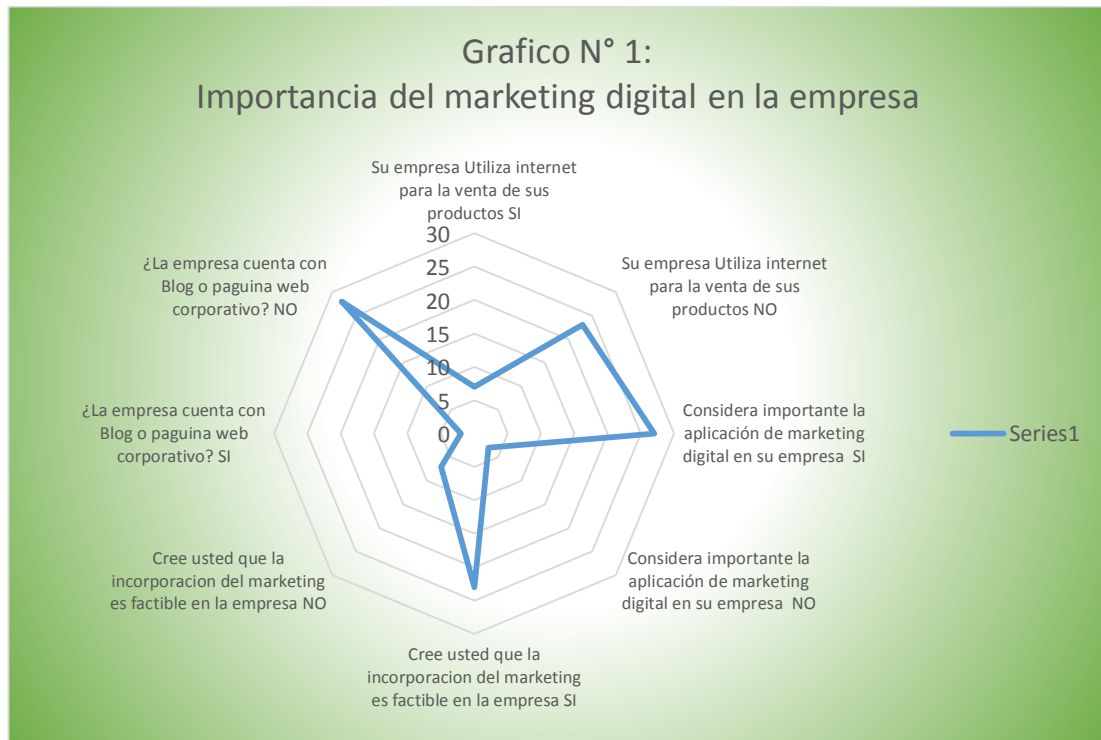 Grafico N° 1:
Importancia del marketing digital en la empresa
Su empresa Utiliza internet
para la venta de sus
productos SI
30
25
20
15
10
5
0
Su empresa Utiliza internet
para la venta de sus
productos NO
Considera importante la
aplicación de marketing
digital en su empresa  SI
Considera importante la
aplicación de marketing
digital en su empresa  NO
Cree usted que la
incorporacion del marketing
es factible en la empresa SI
Cree usted que la
incorporacion del marketing
es factible en la empresa NO
¿La empresa cuenta con
Blog o paguina web
corporativo? SI
¿La empresa cuenta con
Blog o paguina web
corporativo? NO
Series1